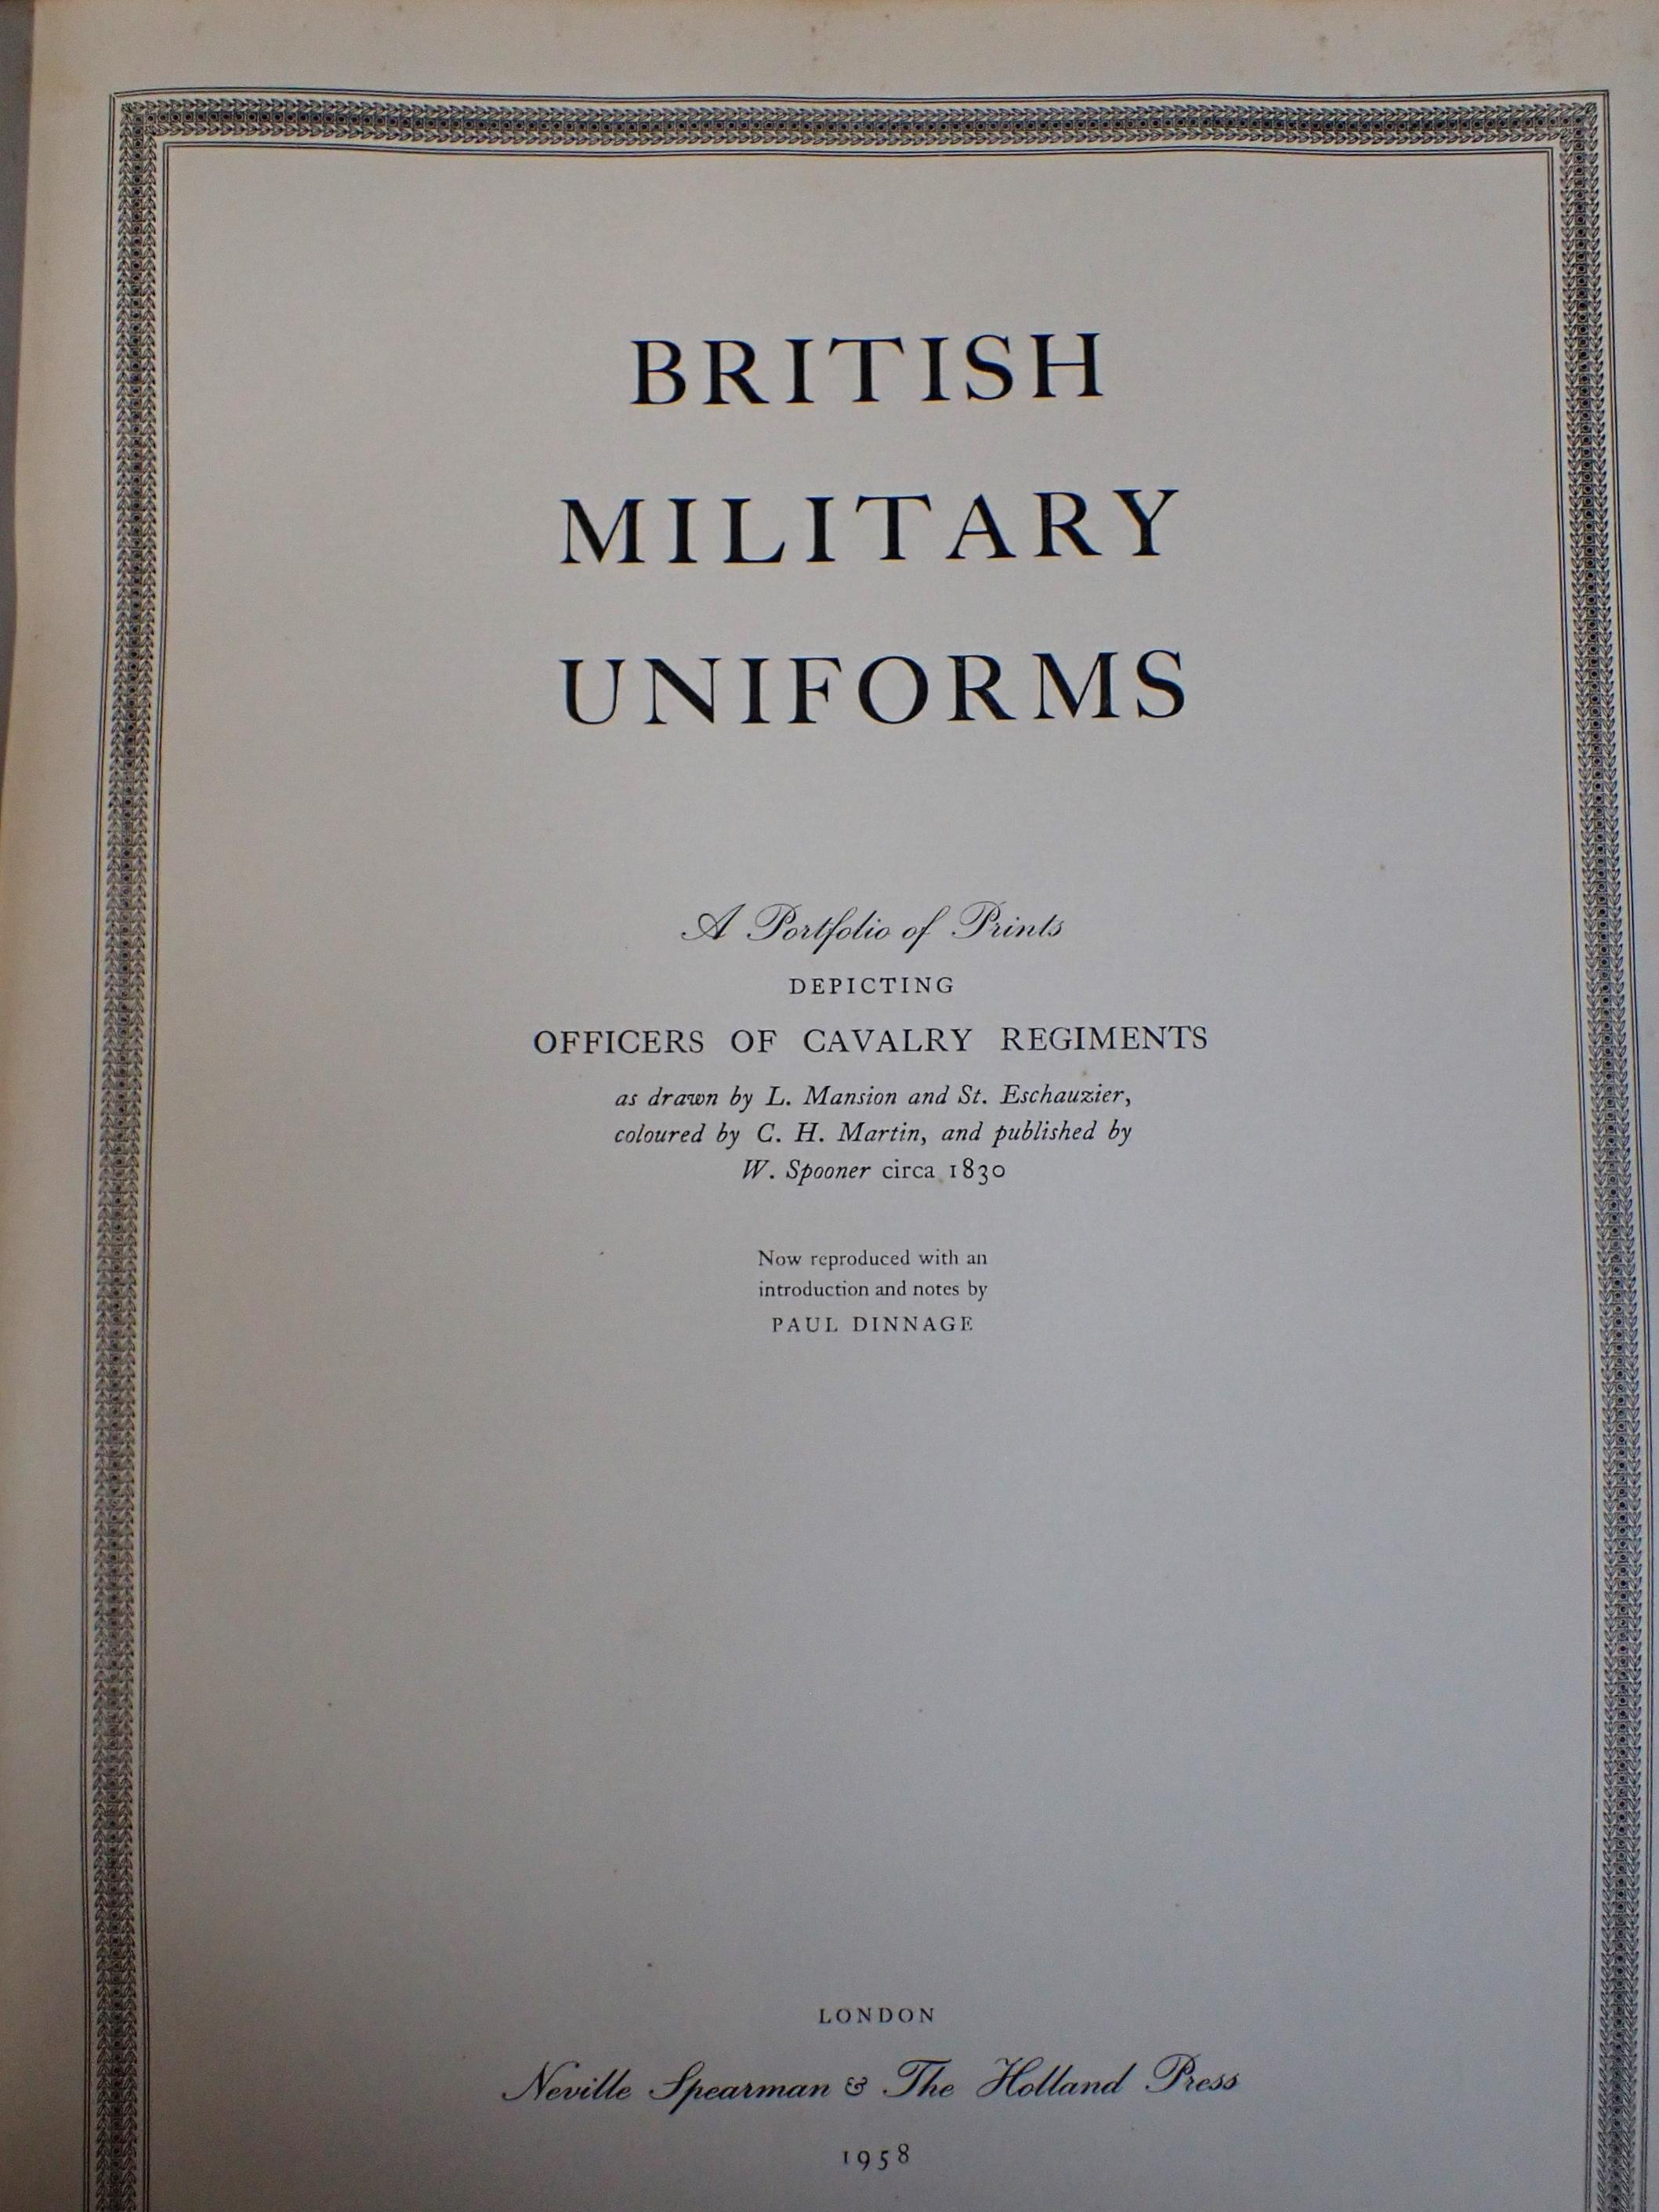 BRITISH
MILITARY
UNIFORMS
A Portfolio of Prints
DEPICTING
OFFICERS OF CAVALRY REGIMENTS
as drawn by L. Mansion and St. Eschauzier,
coloured by C. H. Martin, and published by
W. Spooner circa 1830
Now reproduced with an
introduction and notes by
PAUL DINNAGE
LONDON
Neville Spearman & The Holland Press
1958